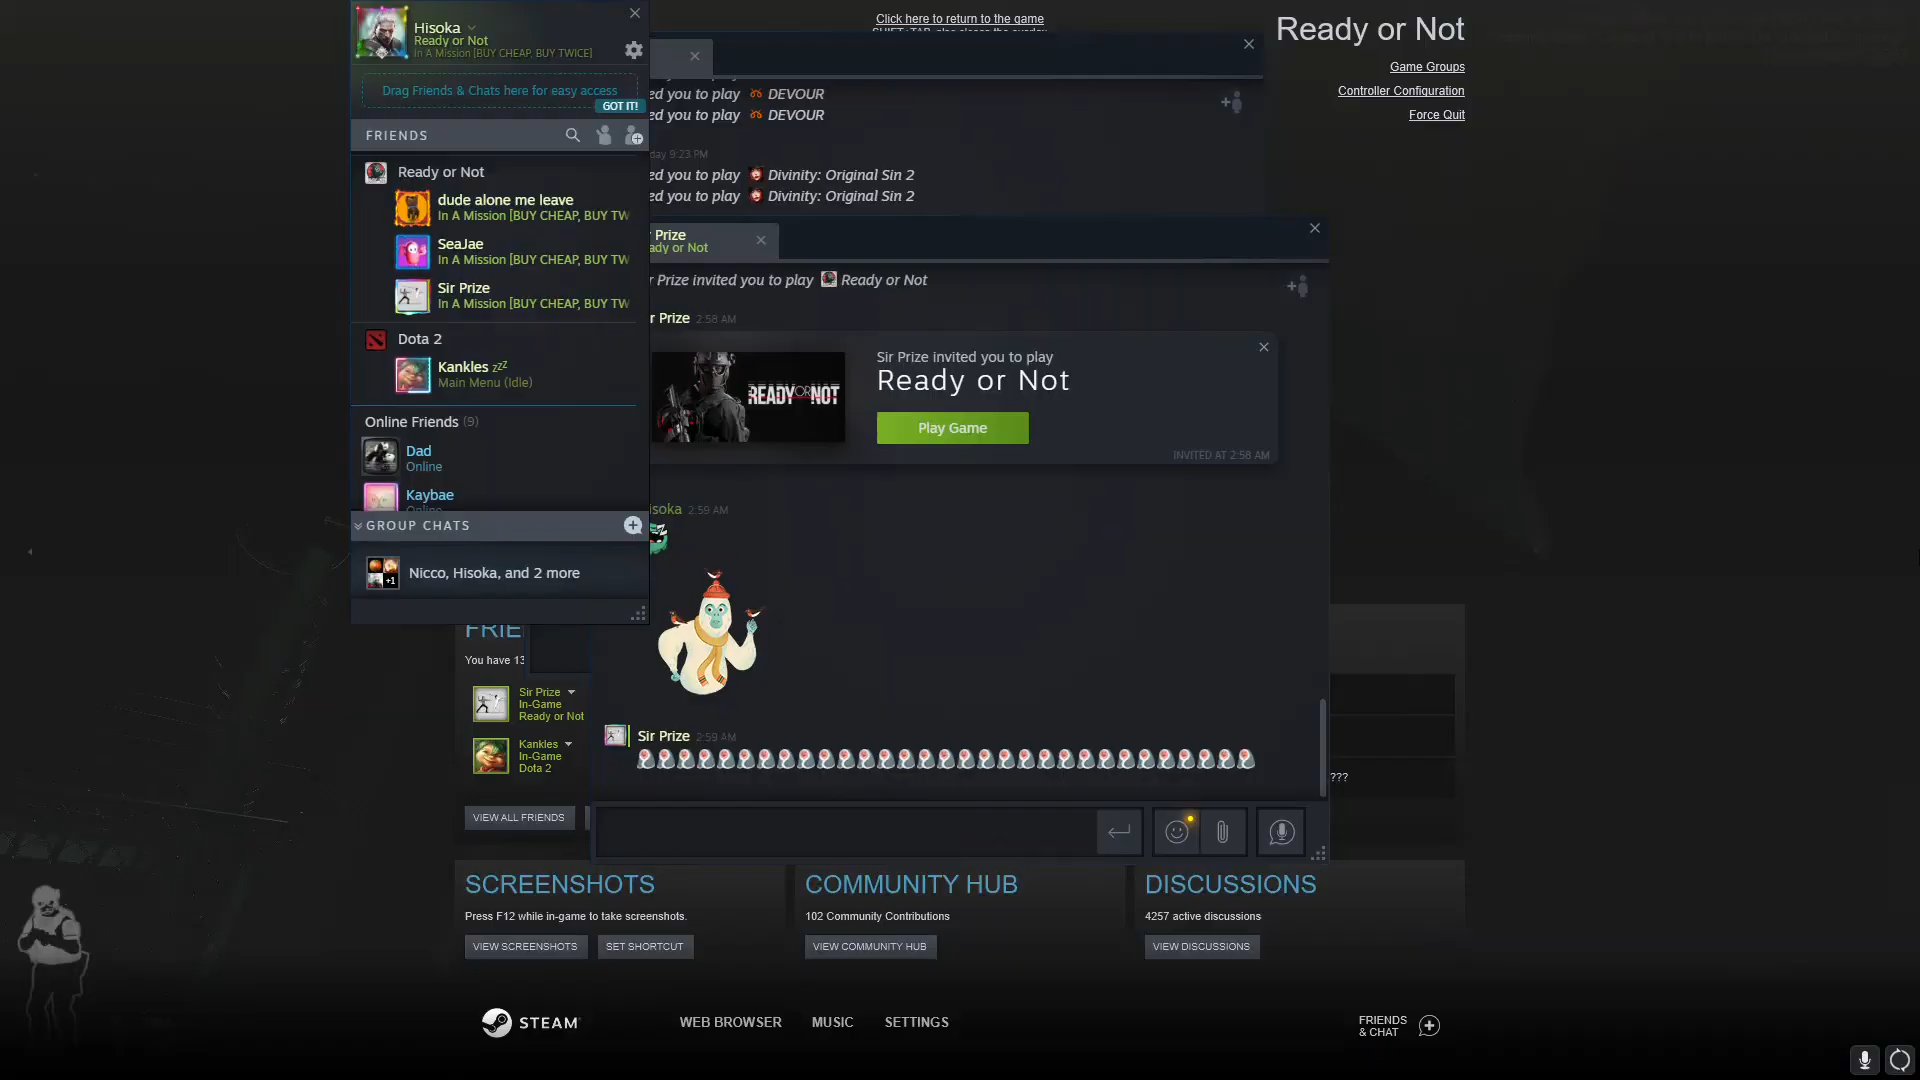 Hisoka
Ready or Not
In A Mission [BUY CHEAP, BUY TWICE]
Drag Friends & Chats here for easy access
GOT IT!
FRIENDS
Ready or Not
dude alone me leave
In A Mission [BUY CHEAP, BUY TW
SeaJae
In A Mission [BUY CHEAP, BUY TW
Sir Prize
In A Mission [BUY CHEAP, BUY TW
Dota 2
Kankles zzZ
Main Menu (Idle)
Online Friends (9)
Dad
Online
Kaybae
Online
GROUP CHATS
+1
Nicco, Hisoka, and 2 more
Click here to return to the game
Ready or Not
Game Groups
Controller Configuration
Force Quit
ed you to play DEVOUR
ed you to play DEVOUR
day 9:23 PM
ed you to play Divinity: Original Sin 2
ed you to play Divinity: Original Sin 2
r Prize
ady or Not
r Prize invited you to play Ready or Not
r Prize 2:58 AM
READY OR NOT
Sir Prize invited you to play
Ready or Not
Play Game
INVITED AT 2:58 AM
isoka 2:59 AM
Sir Prize 2:59 AM
FRIE
You have 13
Sir Prize
In-Game
Ready or Not
Kankles
In-Game
Dota 2
VIEW ALL FRIENDS
???
SCREENSHOTS
Press F12 while in-game to take screenshots.
VIEW SCREENSHOTS
SET SHORTCUT
COMMUNITY HUB
102 Community Contributions
VIEW COMMUNITY HUB
DISCUSSIONS
4257 active discussions
VIEW DISCUSSIONS
STEAM
WEB BROWSER
MUSIC
SETTINGS
FRIENDS
& CHAT